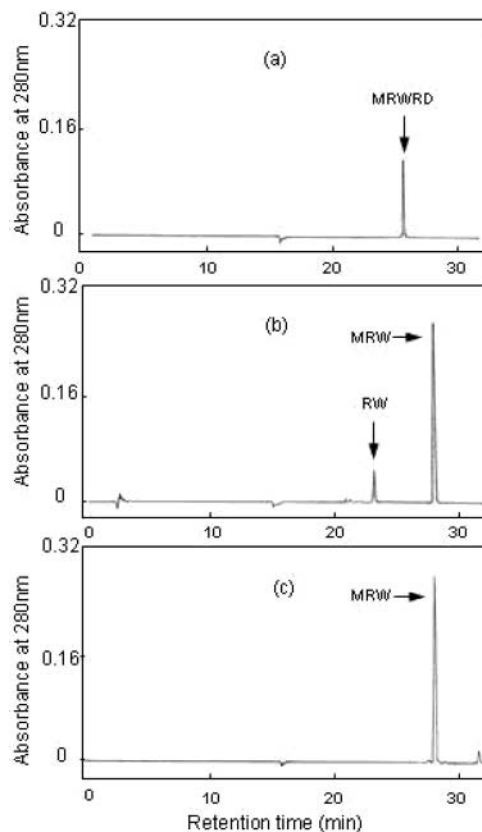 Absorbance at 280nm
0.32
0.16
0
(a)
MRWRD
0
10
20
30
Absorbance at 280nm
0.32
0.16
0
(b)
MRW
RW
0
10
20
30
Absorbance at 280nm
0.32
0.16
0
(c)
MRW
0
10
20
30
Retention time (min)